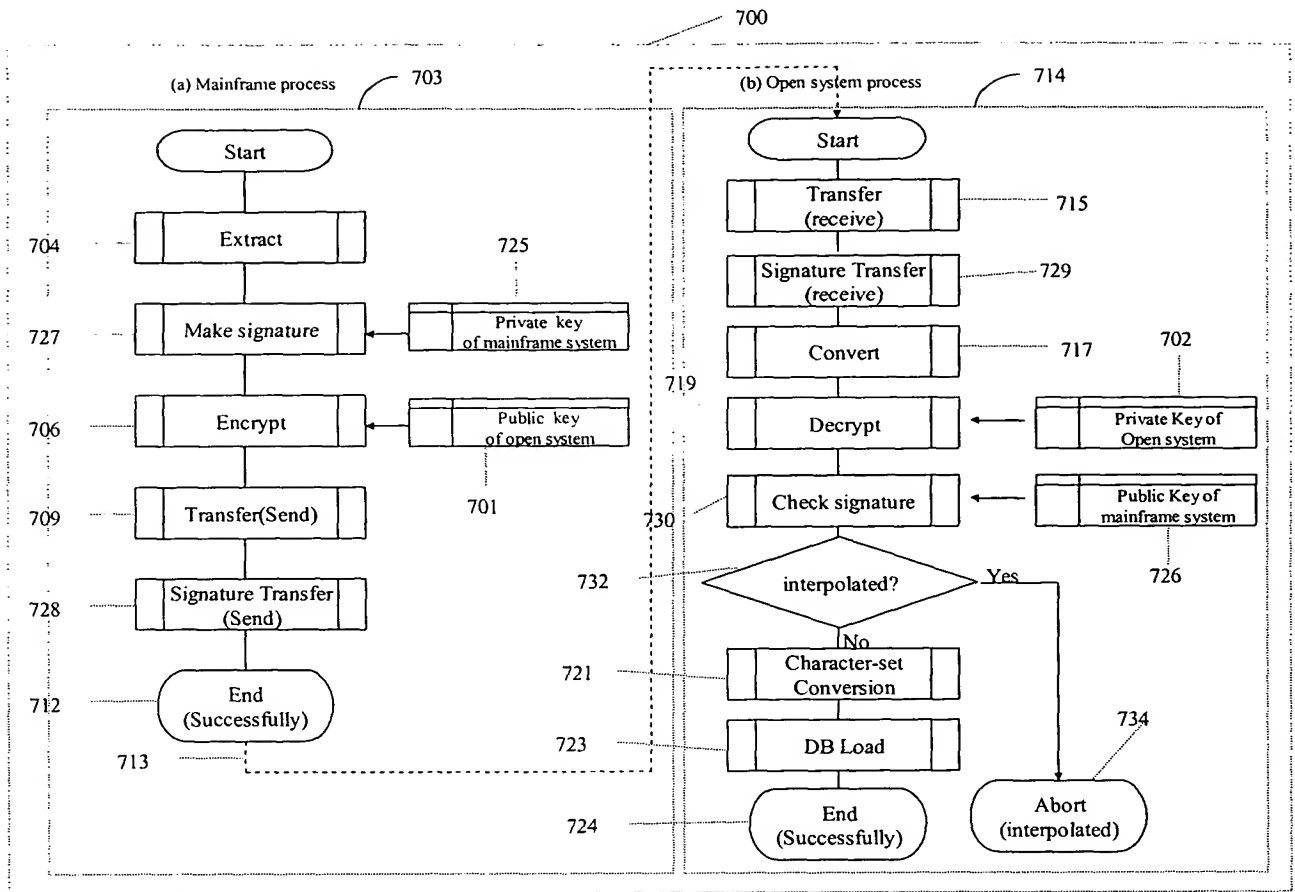 700
(a) Mainframe process
703
Start
704
Extract
725
727
Make signature
Private key
of mainframe system
706
Encrypt
Public key
of open system
701
709
Transfer(Send)
728
Signature Transfer
(Send)
712
End
(Successfully)
713
(b) Open system process
714
Start
Transfer
(receive)
715
Signature Transfer
(receive)
729
Convert
717
702
719
Decrypt
Private Key of
Open system
730
Check signature
Public Key of
mainframe system
726
732
interpolated?
Yes
No
721
Character-set
Conversion
723
DB Load
734
724
End
(Successfully)
Abort
(interpolated)